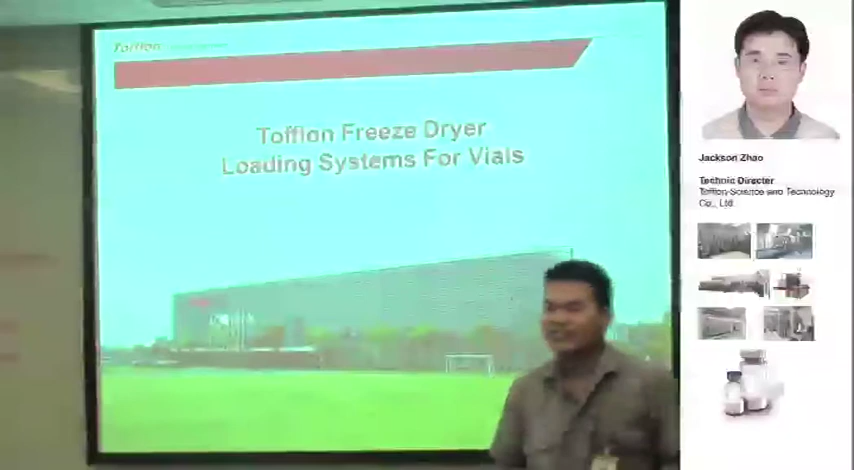 Tofflon
Tofflon Freeze Dryer
Loading Systems For Vials
Jackson Zhao
Technic Director
Tofflon Science and Technology
Co., Ltd